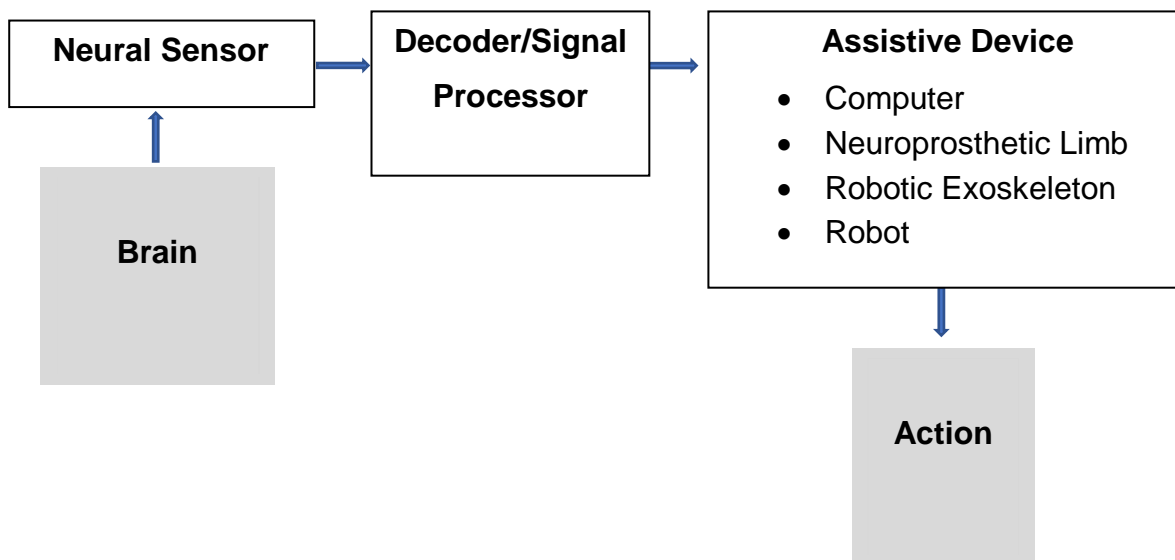 Neural Sensor
Decoder/Signal
Processor
Assistive Device
• Computer
• Neuroprosthetic Limb
• Robotic Exoskeleton
• Robot
Brain
Action